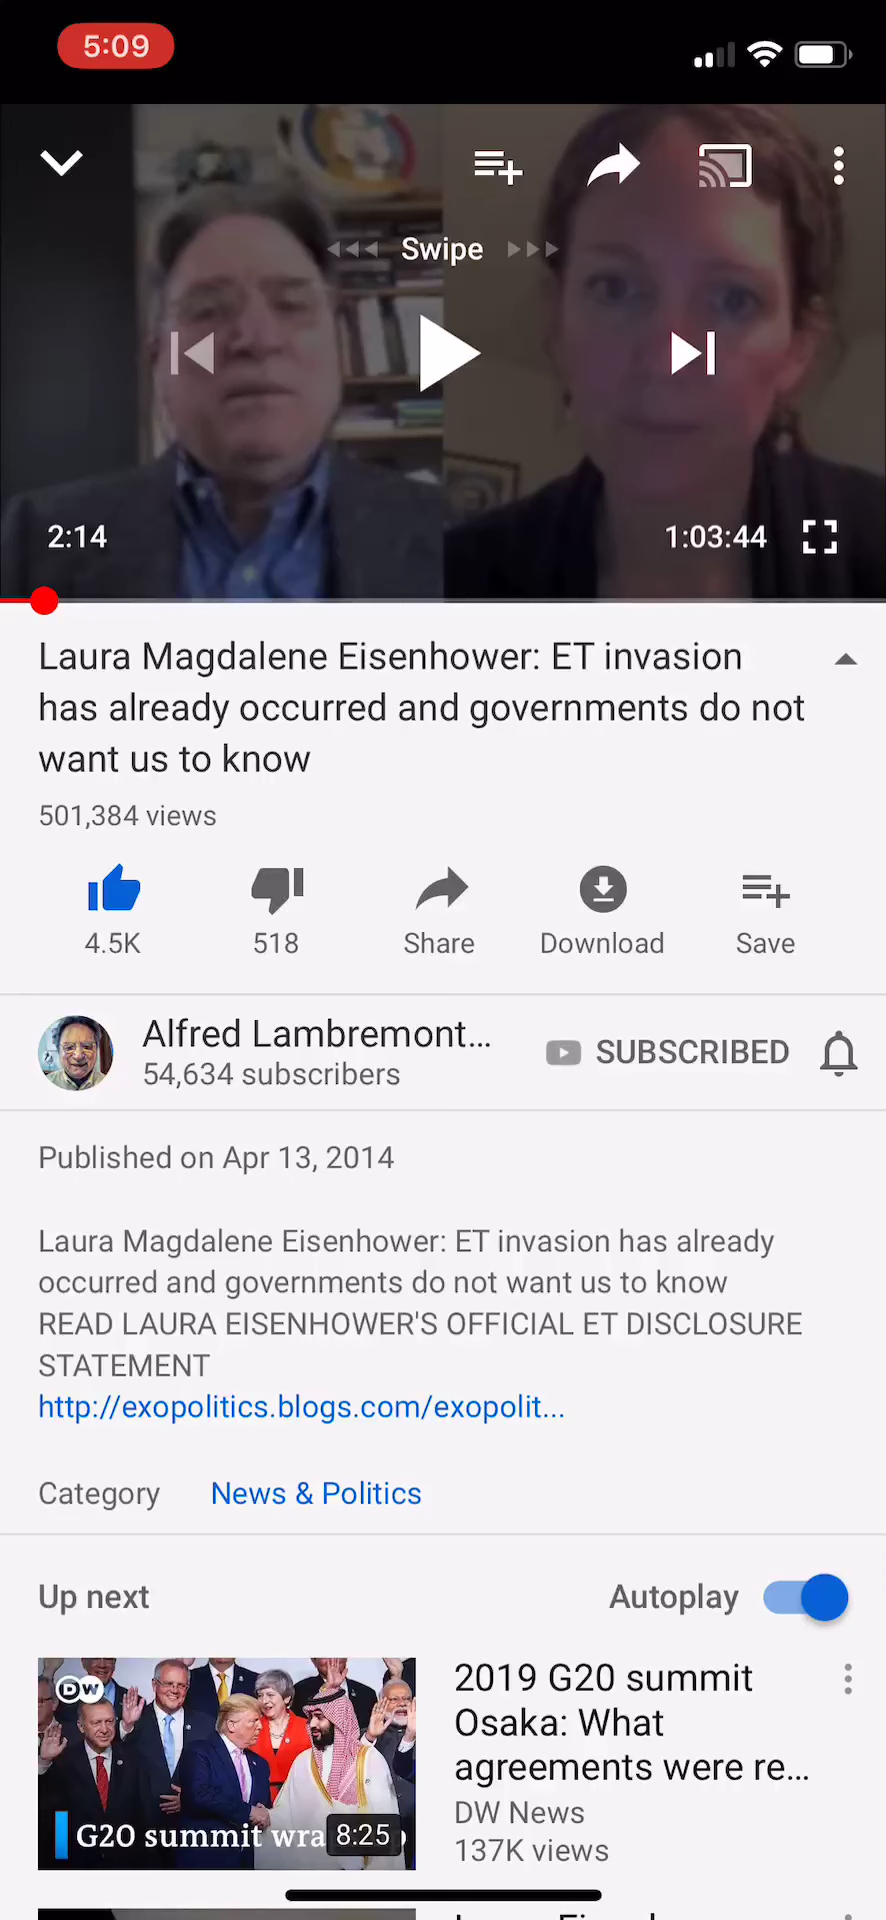 5:09
Swipe
2:14
1:03:44
Laura Magdalene Eisenhower: ET invasion
has already occurred and governments do not
want us to know
501,384 views
4.5K
518
Share
Download
Save
Alfred Lambremont...
54,634 subscribers
SUBSCRIBED
Published on Apr 13, 2014
Laura Magdalene Eisenhower: ET invasion has already
occurred and governments do not want us to know
READ LAURA EISENHOWER'S OFFICIAL ET DISCLOSURE
STATEMENT
http://exopolitics.blogs.com/exopolit...
Category
News & Politics
Up next
Autoplay
DW
G20 summit wra
8:25
2019 G20 summit
Osaka: What
agreements were re...
DW News
137K views